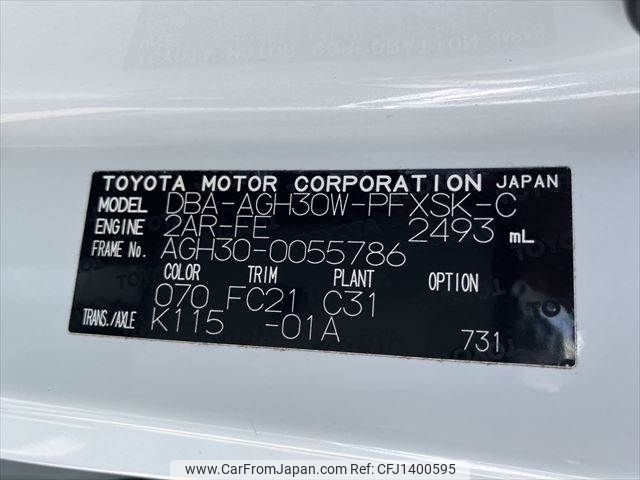 TOYOTA MOTOR CORPORATION JAPAN
MODEL DBA-AGH30W-PFXSK-C
ENGINE 2AR-FE 2493 mL
FRAME No. AGH30-0055786
COLOR TRIM PLANT OPTION
070 FC21 C31
TRANS./AXLE K115 -01A 731
www.CarFromJapan.com | Ref No. CFJ1400595